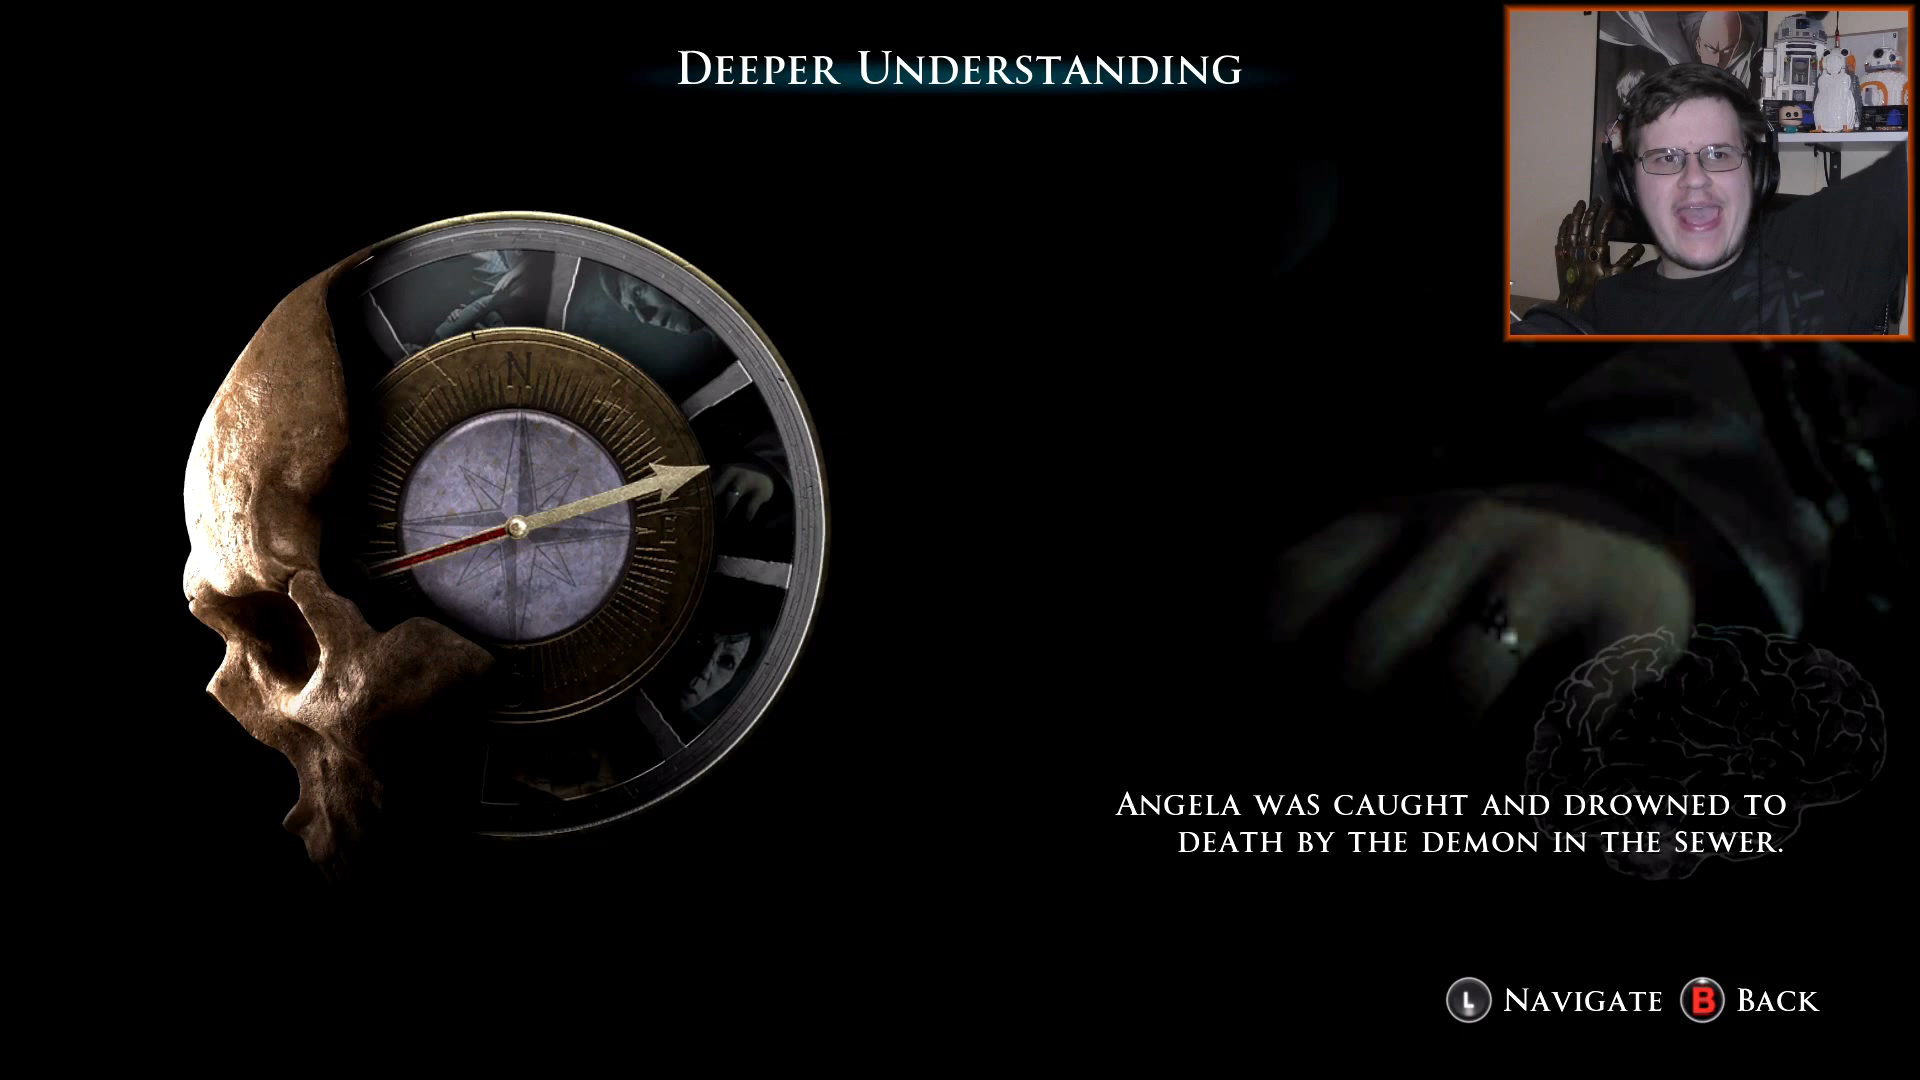 Deeper Understanding
N
Angela was caught and drowned to
death by the demon in the sewer.
L Navigate B Back